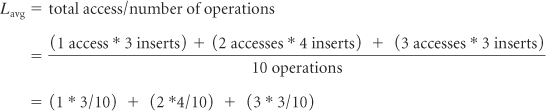 Lavg = total access/number of operations
= (1 access * 3 inserts) + (2 accesses * 4 inserts) + (3 accesses * 3 inserts)
10 operations
= (1 * 3/10) + (2 *4/10) + (3 * 3/10)